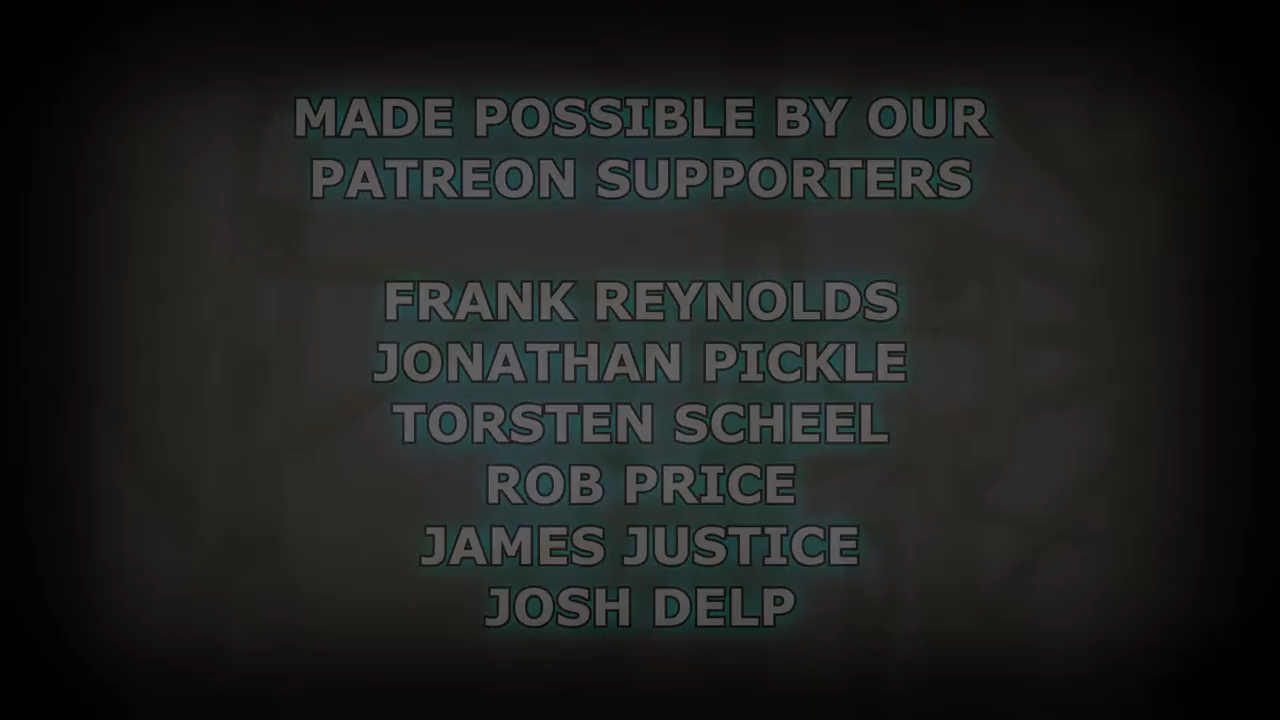 MADE POSSIBLE BY OUR
PATREON SUPPORTERS
FRANK REYNOLDS
JONATHAN PICKLE
TORSTEN SCHEEL
ROB PRICE
JAMES JUSTICE
JOSH DELP